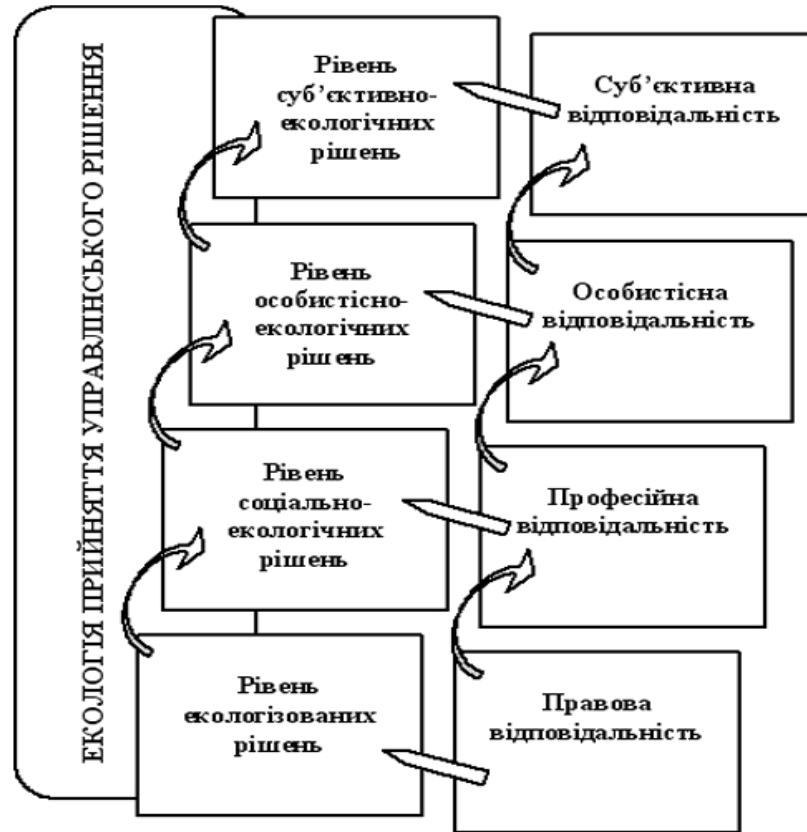 ЕКОЛОГІЯ ПРИЙНЯТТЯ УПРАВЛІНСЬКОГО РІШЕННЯ
Рівень
суб’єктивно-
екологічних
рішень
Суб’єктивна
відповідальність
Рівень
особистісно-
екологічних
рішень
Особистісна
відповідальність
Рівень
соціально-
екологічних
рішень
Професійна
відповідальність
Рівень
екологізованих
рішень
Правова
відповідальність